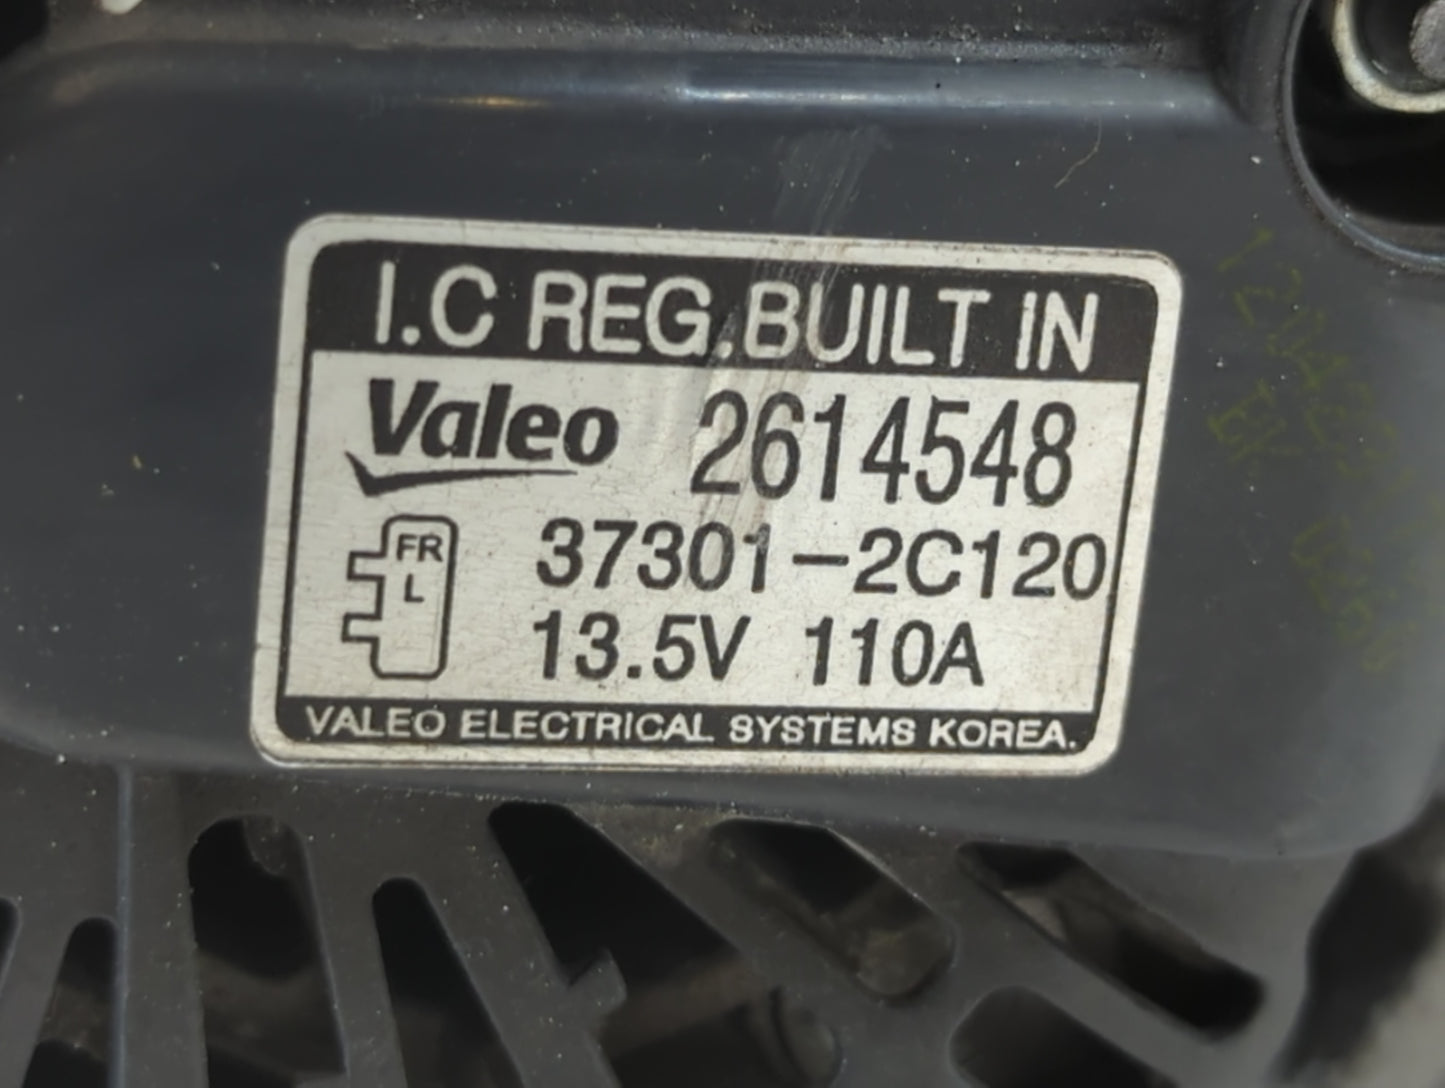 I.C REG.BUILT IN
Valeo 2614548
FR 37301-2C120
L
13.5V 110A
VALEO ELECTRICAL SYSTEMS KOREA.